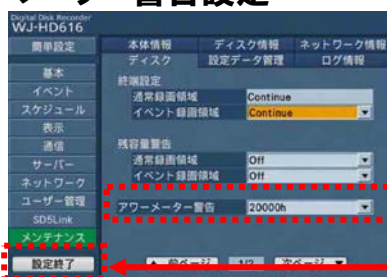 警告設定
Digital Disk Recorder
WJ-HD616
簡単設定
本体情報 ディスク情報 ネットワーク情報
ディスク 設定データ管理 ログ情報
基本
イベント
スケジュール
表示
通信
サーバー
ネットワーク
ユーザー管理
SD5Link
メンテナンス
設定終了
終端設定
通常録画領域 Continue
イベント録画領域 Continue
残容量警告
通常録画領域 Off
イベント録画領域 Off
アワーメーター警告 20000h
▲ 前ページ 1/2 次ページ ▼